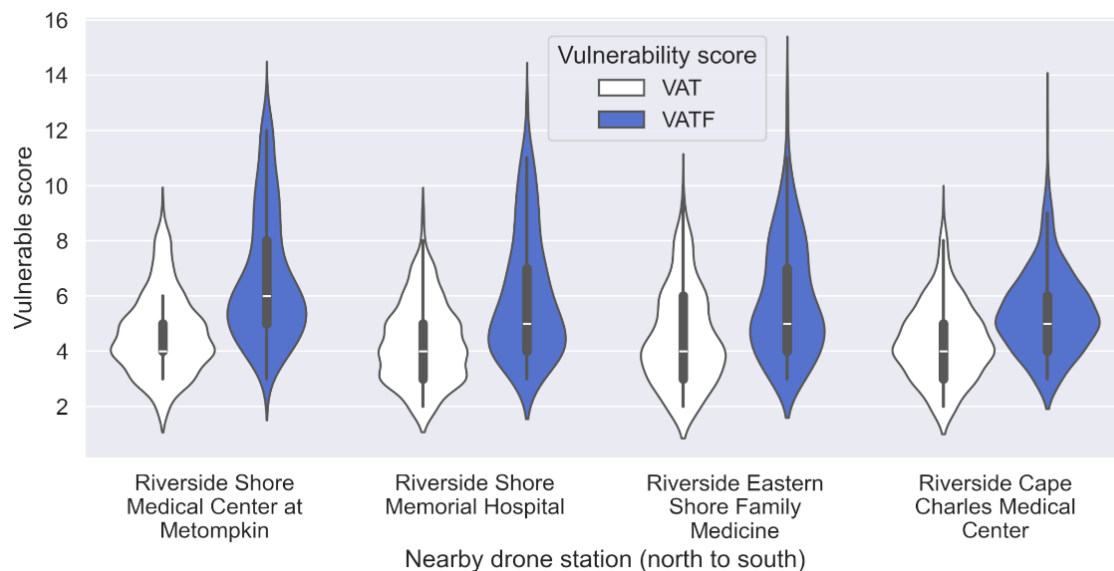 16
14
12
10
8
6
4
2
Vulnerable score
Vulnerability score
VAT
VATF
Riverside Shore
Medical Center at
Metompkin
Riverside Shore
Memorial Hospital
Riverside Eastern
Shore Family
Medicine
Riverside Cape
Charles Medical
Center
Nearby drone station (north to south)